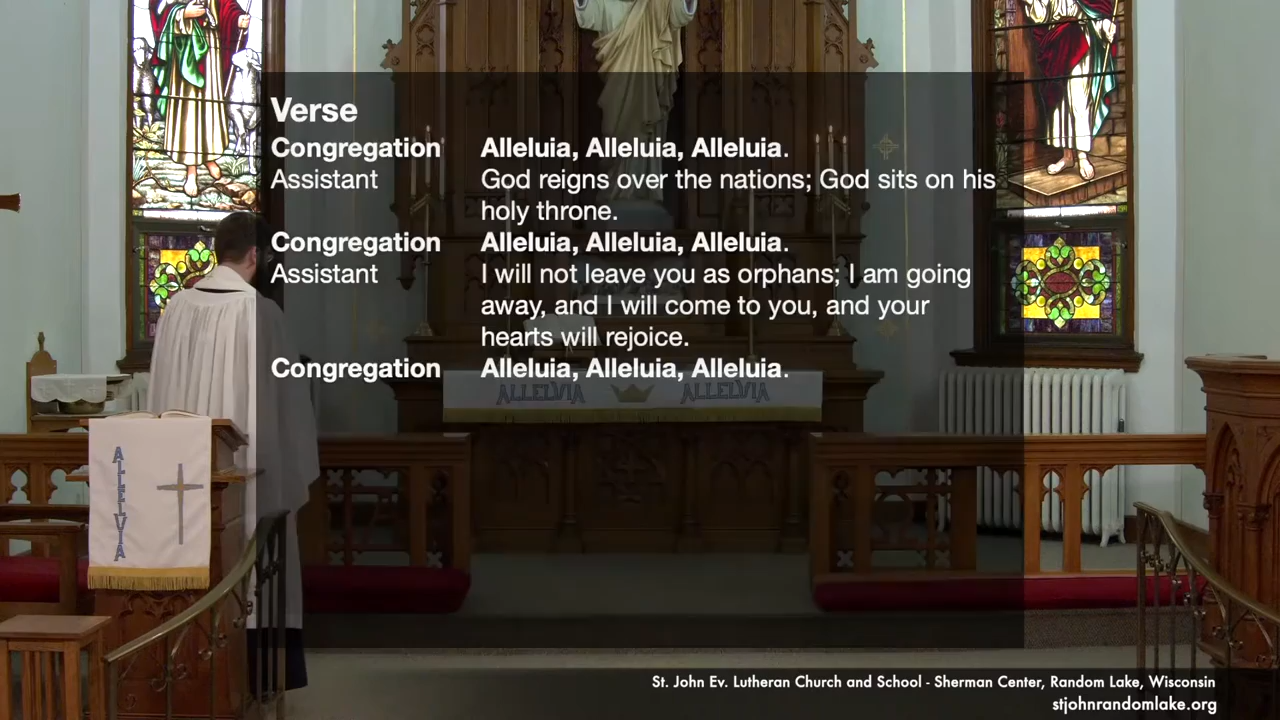 Verse
Congregation Alleluia, Alleluia, Alleluia.
Assistant God reigns over the nations; God sits on his
holy throne.
Congregation Alleluia, Alleluia, Alleluia.
Assistant I will not leave you as orphans; I am going
away, and I will come to you, and your
hearts will rejoice.
Congregation Alleluia, Alleluia, Alleluia.
ALLELVIA ALLELVIA
ALLELVIA
St. John Ev. Lutheran Church and School - Sherman Center, Random Lake, Wisconsin
stjohnrandomlake.org